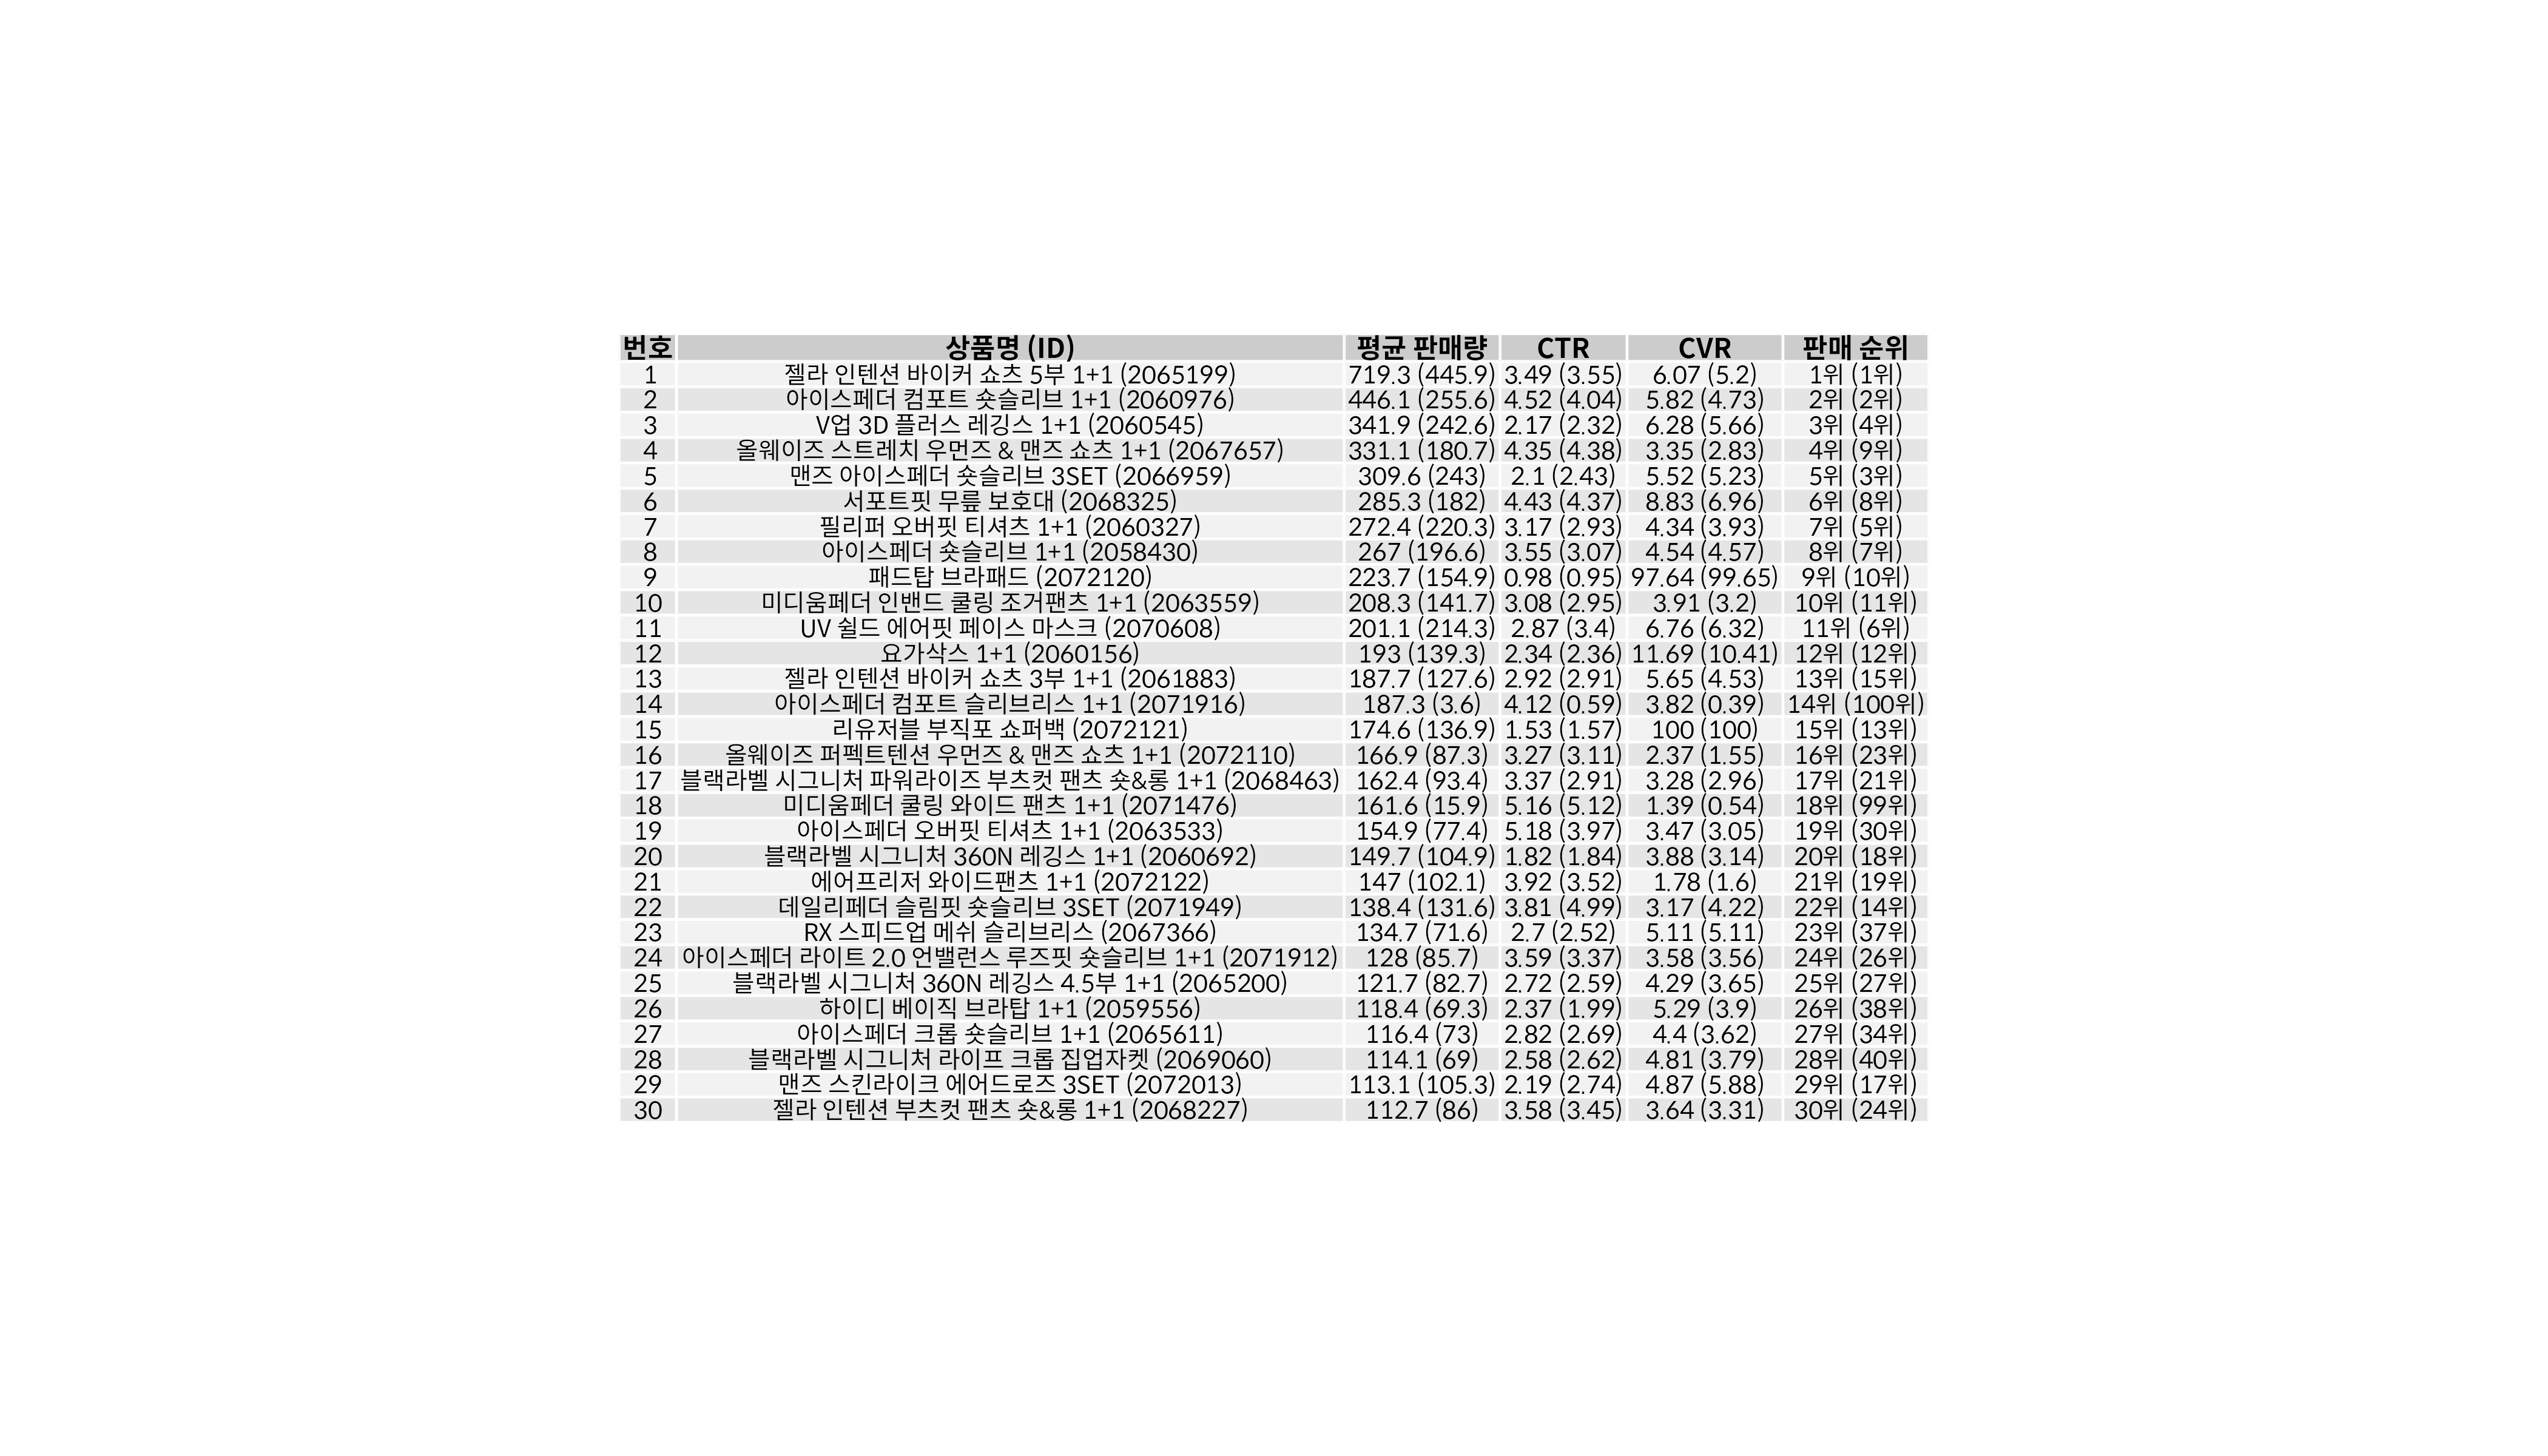 번호 상품명 (ID) 평균 판매량 CTR CVR 판매 순위
1 젤라 인텐션 바이커 쇼츠 5부 1+1 (2065199) 719.3 (445.9) 3.49 (3.55) 6.07 (5.2) 1위 (1위)
2 아이스페더 컴포트 숏슬리브 1+1 (2060976) 446.1 (255.6) 4.52 (4.04) 5.82 (4.73) 2위 (2위)
3 V업 3D 플러스 레깅스 1+1 (2060545) 341.9 (242.6) 2.17 (2.32) 6.28 (5.66) 3위 (4위)
4 올웨이즈 스트레치 우먼즈 & 맨즈 쇼츠 1+1 (2067657) 331.1 (180.7) 4.35 (4.38) 3.35 (2.83) 4위 (9위)
5 맨즈 아이스페더 숏슬리브 3SET (2066959) 309.6 (243) 2.1 (2.43) 5.52 (5.23) 5위 (3위)
6 서포트핏 무릎 보호대 (2068325) 285.3 (182) 4.43 (4.37) 8.83 (6.96) 6위 (8위)
7 필리퍼 오버핏 티셔츠 1+1 (2060327) 272.4 (220.3) 3.17 (2.93) 4.34 (3.93) 7위 (5위)
8 아이스페더 숏슬리브 1+1 (2058430) 267 (196.6) 3.55 (3.07) 4.54 (4.57) 8위 (7위)
9 패드탑 브라패드 (2072120) 223.7 (154.9) 0.98 (0.95) 97.64 (99.65) 9위 (10위)
10 미디움페더 인밴드 쿨링 조거팬츠 1+1 (2063559) 208.3 (141.7) 3.08 (2.95) 3.91 (3.2) 10위 (11위)
11 UV 쉴드 에어핏 페이스 마스크 (2070608) 201.1 (214.3) 2.87 (3.4) 6.76 (6.32) 11위 (6위)
12 요가삭스 1+1 (2060156) 193 (139.3) 2.34 (2.36) 11.69 (10.41) 12위 (12위)
13 젤라 인텐션 바이커 쇼츠 3부 1+1 (2061883) 187.7 (127.6) 2.92 (2.91) 5.65 (4.53) 13위 (15위)
14 아이스페더 컴포트 슬리브리스 1+1 (2071916) 187.3 (3.6) 4.12 (0.59) 3.82 (0.39) 14위 (100위)
15 리유저블 부직포 쇼퍼백 (2072121) 174.6 (136.9) 1.53 (1.57) 100 (100) 15위 (13위)
16 올웨이즈 퍼펙트텐션 우먼즈 & 맨즈 쇼츠 1+1 (2072110) 166.9 (87.3) 3.27 (3.11) 2.37 (1.55) 16위 (23위)
17 블랙라벨 시그니처 파워라이즈 부츠컷 팬츠 숏&롱 1+1 (2068463) 162.4 (93.4) 3.37 (2.91) 3.28 (2.96) 17위 (21위)
18 미디움페더 쿨링 와이드 팬츠 1+1 (2071476) 161.6 (15.9) 5.16 (5.12) 1.39 (0.54) 18위 (99위)
19 아이스페더 오버핏 티셔츠 1+1 (2063533) 154.9 (77.4) 5.18 (3.97) 3.47 (3.05) 19위 (30위)
20 블랙라벨 시그니처 360N 레깅스 1+1 (2060692) 149.7 (104.9) 1.82 (1.84) 3.88 (3.14) 20위 (18위)
21 에어프리저 와이드팬츠 1+1 (2072122) 147 (102.1) 3.92 (3.52) 1.78 (1.6) 21위 (19위)
22 데일리페더 슬림핏 숏슬리브 3SET (2071949) 138.4 (131.6) 3.81 (4.99) 3.17 (4.22) 22위 (14위)
23 RX 스피드업 메쉬 슬리브리스 (2067366) 134.7 (71.6) 2.7 (2.52) 5.11 (5.11) 23위 (37위)
24 아이스페더 라이트 2.0 언밸런스 루즈핏 숏슬리브 1+1 (2071912) 128 (85.7) 3.59 (3.37) 3.58 (3.56) 24위 (26위)
25 블랙라벨 시그니처 360N 레깅스 4.5부 1+1 (2065200) 121.7 (82.7) 2.72 (2.59) 4.29 (3.65) 25위 (27위)
26 하이디 베이직 브라탑 1+1 (2059556) 118.4 (69.3) 2.37 (1.99) 5.29 (3.9) 26위 (38위)
27 아이스페더 크롭 숏슬리브 1+1 (2065611) 116.4 (73) 2.82 (2.69) 4.4 (3.62) 27위 (34위)
28 블랙라벨 시그니처 라이프 크롭 집업자켓 (2069060) 114.1 (69) 2.58 (2.62) 4.81 (3.79) 28위 (40위)
29 맨즈 스킨라이크 에어드로즈 3SET (2072013) 113.1 (105.3) 2.19 (2.74) 4.87 (5.88) 29위 (17위)
30 젤라 인텐션 부츠컷 팬츠 숏&롱 1+1 (2068227) 112.7 (86) 3.58 (3.45) 3.64 (3.31) 30위 (24위)